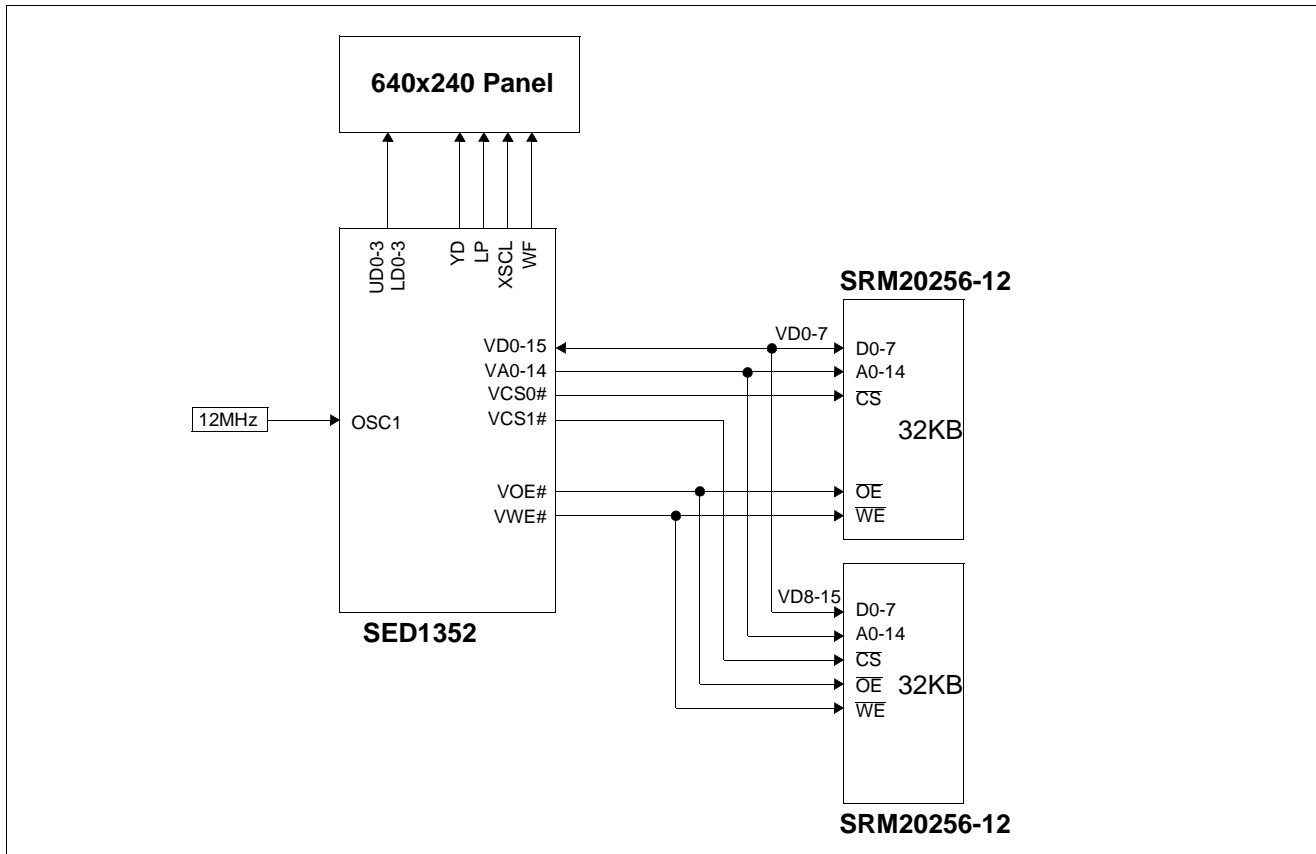 640x240 Panel
UD0-3
LD0-3
YD
LP
XSCL
WF
SRM20256-12
VD0-7
VD0-15
D0-7
VA0-14
A0-14
VCS0#
CS
12MHz
OSC1
VCS1#
32KB
VOE#
OE
VWE#
WE
VD8-15
D0-7
SED1352
A0-14
CS
OE
32KB
WE
SRM20256-12